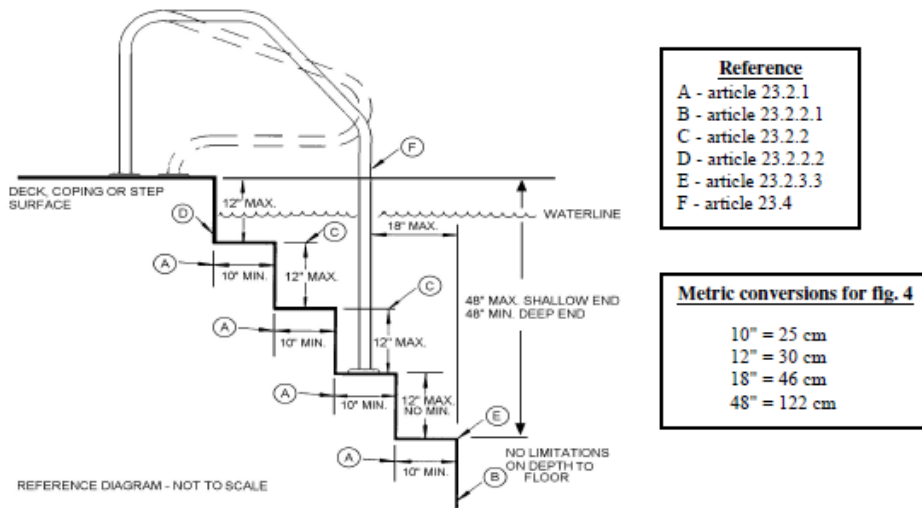 F
DECK, COPING OR STEP
SURFACE
12" MAX.
WATERLINE
D
C
18" MAX.
A
10" MIN.
12" MAX.
C
48" MAX. SHALLOW END
48" MIN. DEEP END
A
10" MIN.
12" MAX.
A
10" MIN.
12" MAX.
NO MIN.
E
A
10" MIN.
NO LIMITATIONS
ON DEPTH TO
FLOOR
B
REFERENCE DIAGRAM - NOT TO SCALE
Reference
A - article 23.2.1
B - article 23.2.2.1
C - article 23.2.2
D - article 23.2.2.2
E - article 23.2.3.3
F - article 23.4
Metric conversions for fig. 4
10" = 25 cm
12" = 30 cm
18" = 46 cm
48" = 122 cm